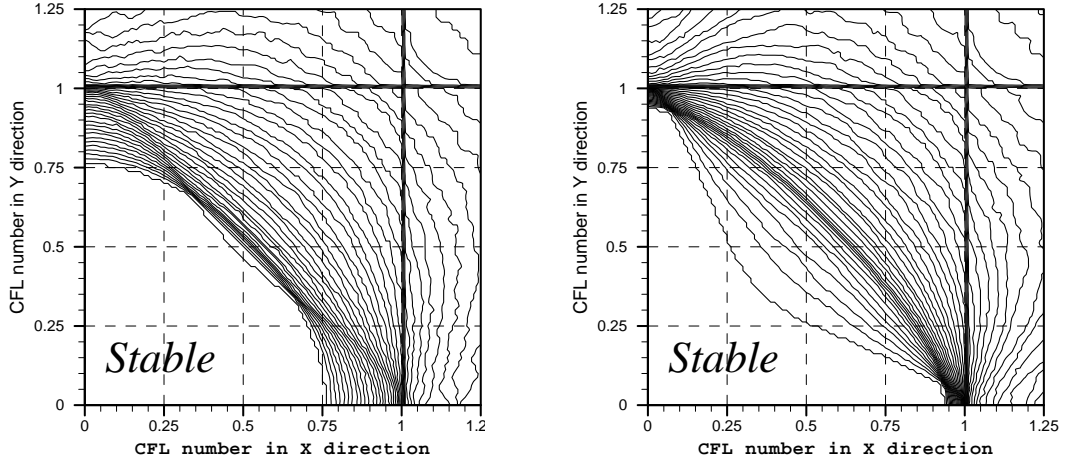 1.25
1
0.75
0.5
0.25
0
CFL number in Y direction
Stable
0 0.25 0.5 0.75 1 1.2
CFL number in X direction
1.25
1
0.75
0.5
0.25
0
CFL number in Y direction
Stable
0 0.25 0.5 0.75 1 1.25
CFL number in X direction